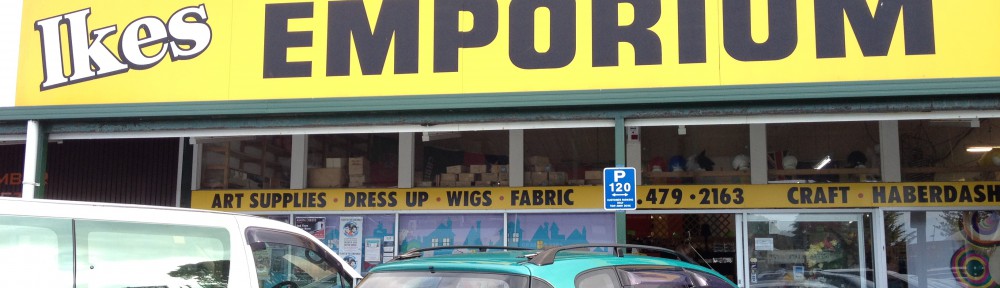 Ikes EMPORIUM
ART SUPPLIES • DRESS UP • WIGS • FABRIC
479 • 2163
CRAFT • HABERDASH
P
120